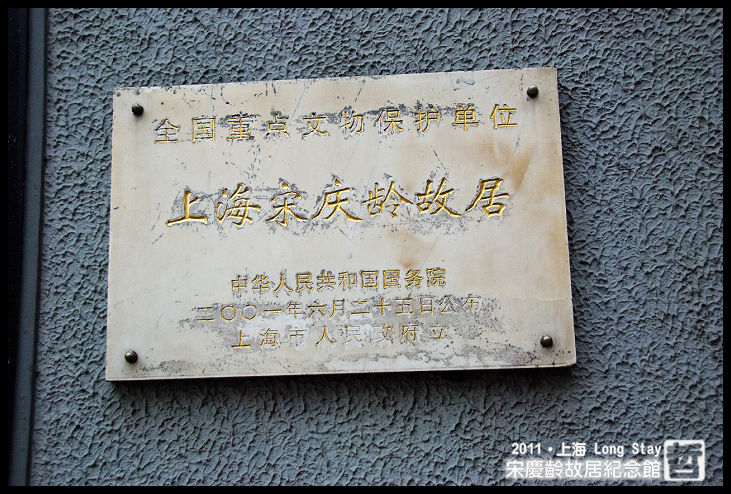 全国重点文物保护单位
上海宋庆龄故居
中华人民共和国国务院
二〇〇一年六月二十五日公布
上海市人民政府立
2011·上海 Long Stay
宋慶齡故居紀念館